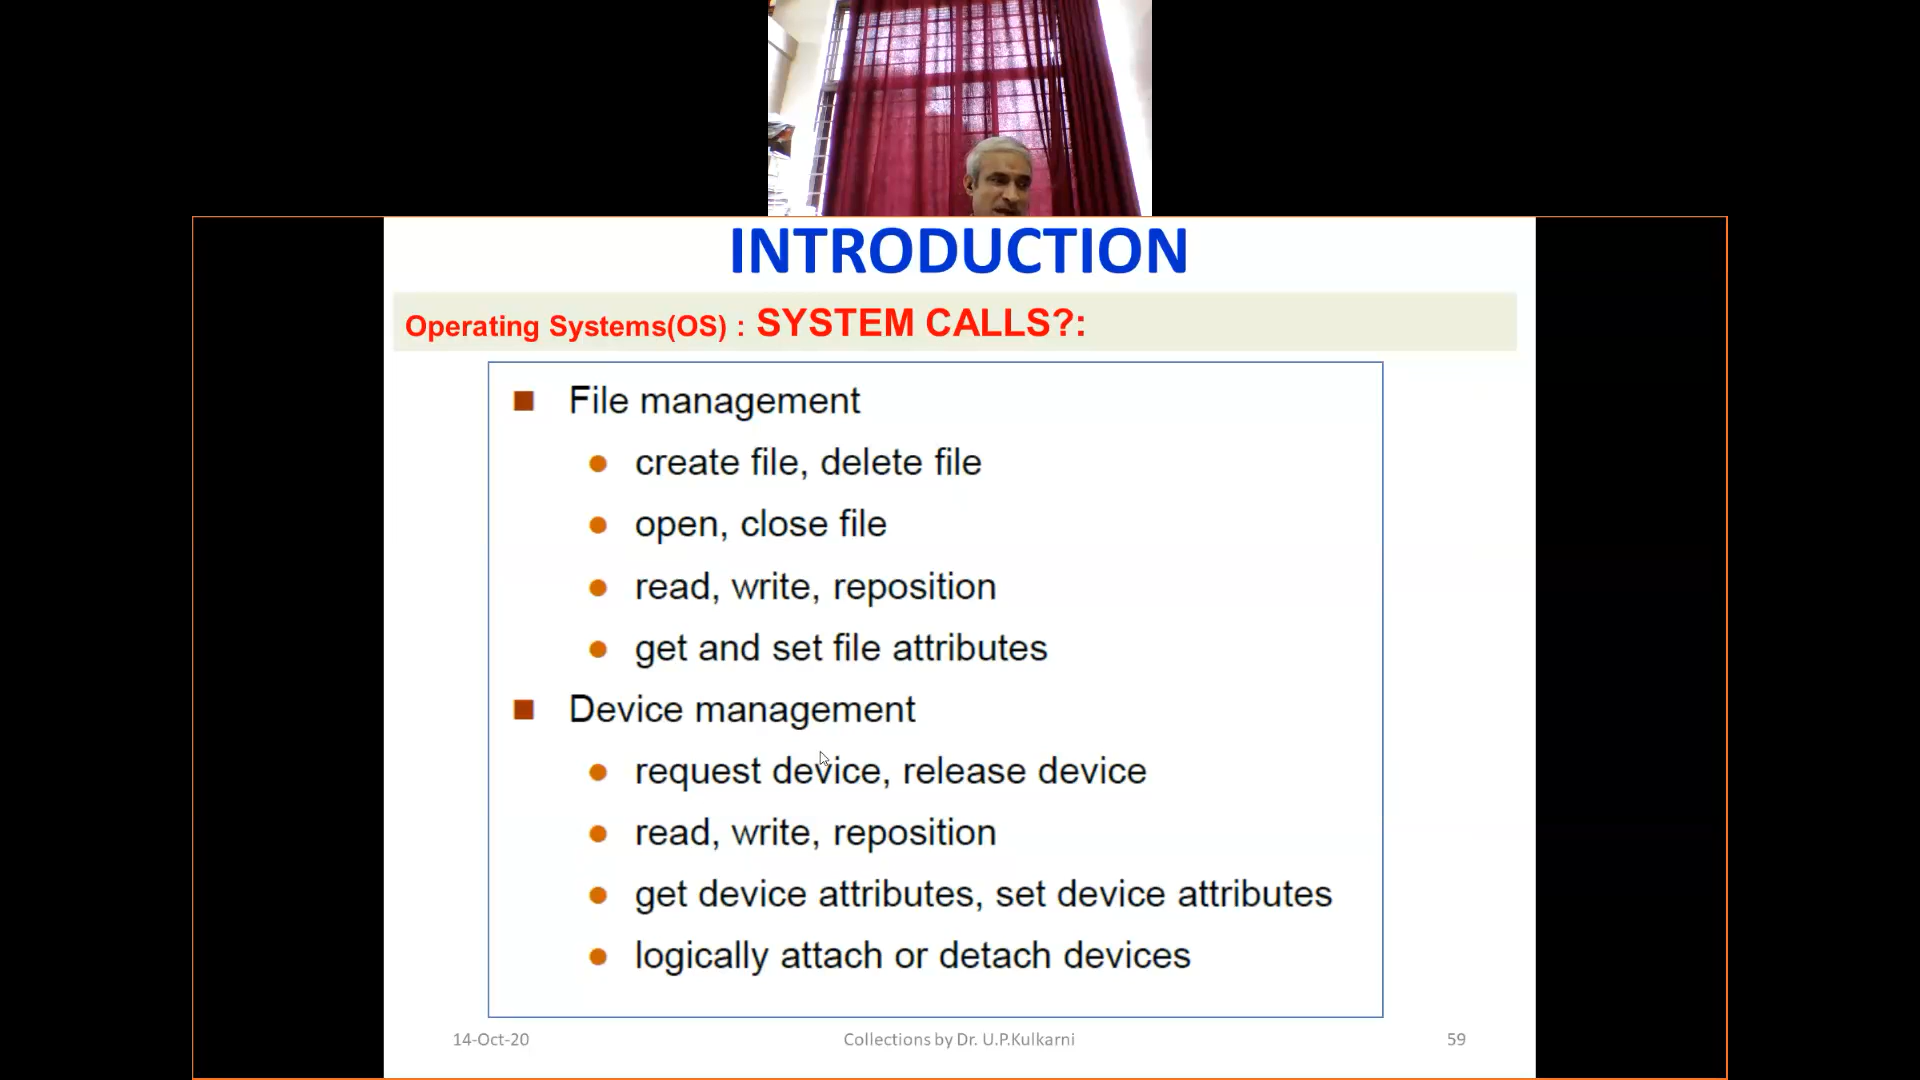 INTRODUCTION
Operating Systems(OS) : SYSTEM CALLS?:
File management
create file, delete file
open, close file
read, write, reposition
get and set file attributes
Device management
request device, release device
read, write, reposition
get device attributes, set device attributes
logically attach or detach devices
14-Oct-20 Collections by Dr. U.P.Kulkarni 59